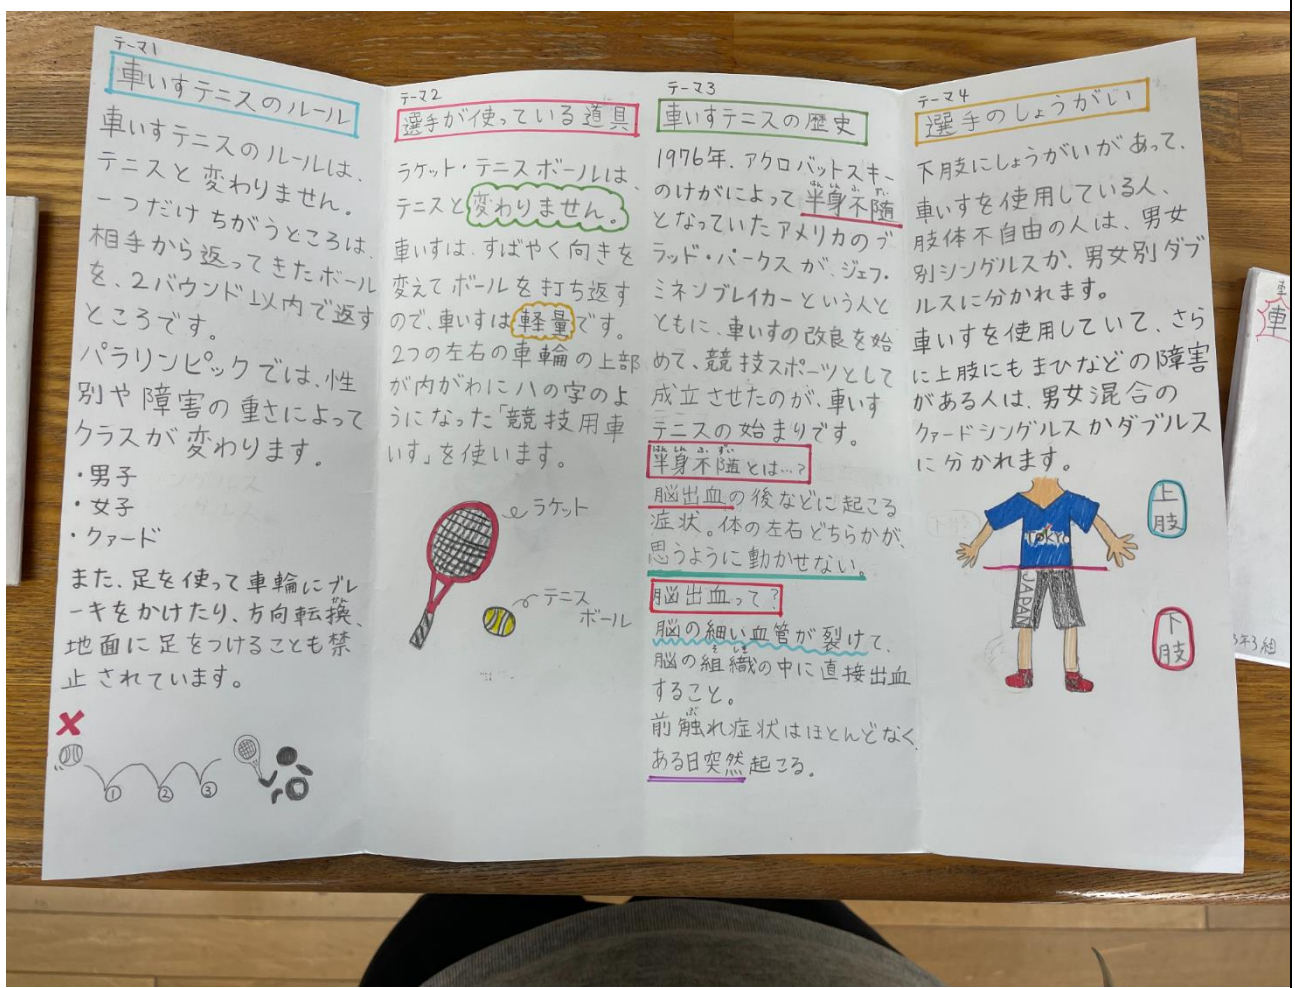 テーマ1
車いすテニスのルール
車いすテニスのルールは、
テニスと変わりません。
一つだけちがうところは、
相手から返ってきたボール
を、2バウンド以内で返す
ところです。
パラリンピックでは、性
別や障害の重さによって
クラスが変わります。
・男子
・女子
・クァード
また、足を使って車輪にブレ
ーキをかけたり、方向転換、
地面に足をつけることも禁
止されています。
①
②
③
テーマ2
選手が使っている道具
ラケット・テニスボールは、
テニスと変わりません。
車いすは、すばやく向きを
変えてボールを打ち返す
ので、車いすは軽量です。
2つの左右の車輪の上部
が内がわにハの字のよ
うになった「競技用車
いす」を使います。
ラケット
テニス
ボール
テーマ3
車いすテニスの歴史
1976年、アクロバットスキー
のけがによって半身不随
となっていたアメリカのブ
ラッド・パークスが、ジェフ・
ミネンブレイカーという人と
ともに、車いすの改良を始
めて、競技スポーツとして
成立させたのが、車いす
テニスの始まりです。
半身不随とは…?
脳出血の後などに起こる
症状。体の左右どちらかが、
思うように動かせない。
脳出血って?
脳の細い血管が裂けて、
脳の組織の中に直接出血
すること。
前触れ症状はほとんどなく、
ある日突然起こる。
テーマ4
選手のしょうがい
下肢にしょうがいがあって、
車いすを使用している人、
肢体不自由の人は、男女
別シングルスか、男女別ダブ
ルスに分かれます。
車いすを使用していて、さら
に上肢にもまひなどの障害
がある人は、男女混合の
クァードシングルスかダブルス
に分かれます。
上肢
TOKYO
JAPAN
下肢
車
3組